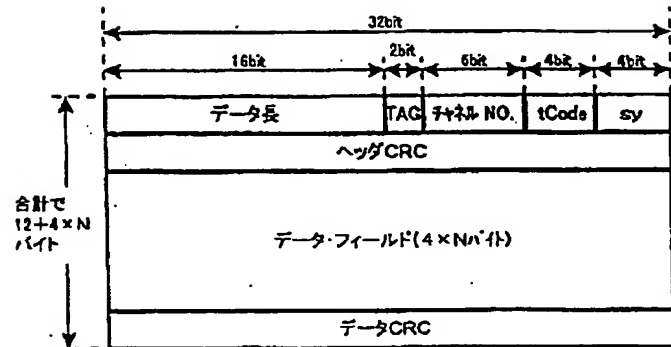 32bit
16bit 2bit 6bit 4bit 4bit
データ長 TAG チャネル NO. tCode sy
ヘッダCRC
合計で
12+4×N
バイト
データ・フィールド(4×Nバイト)
データCRC